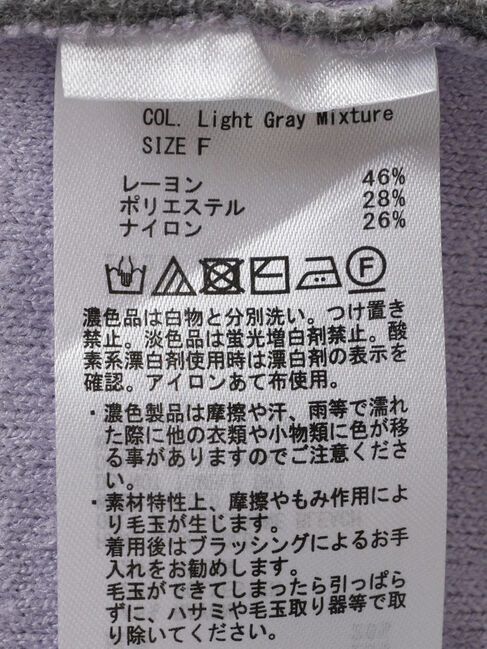 COL. Light Gray Mixture
SIZE F
レーヨン 46%
ポリエステル 28%
ナイロン 26%
F
濃色品は白物と分別洗い。つけ置き
禁止。淡色品は蛍光増白剤禁止。酸
素系漂白剤使用時は漂白剤の表示を
確認。アイロンあて布使用。
・濃色製品は摩擦や汗、雨等で濡れ
た際に他の衣類や小物類に色が移
る事がありますのでご注意くださ
い。
・素材特性上、摩擦やもみ作用によ
り毛玉が生じます。
着用後はブラッシングによるお手
入れをお勧めします。
毛玉ができてしまったら引っぱら
ずに、ハサミや毛玉取り器等で取
り除いてください。